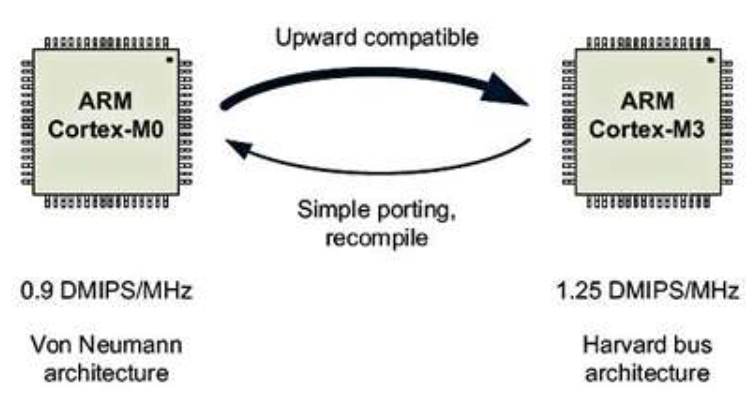 Upward compatible
ARM
Cortex-M0
ARM
Cortex-M3
Simple porting,
recompile
0.9 DMIPS/MHz
1.25 DMIPS/MHz
Von Neumann
architecture
Harvard bus
architecture